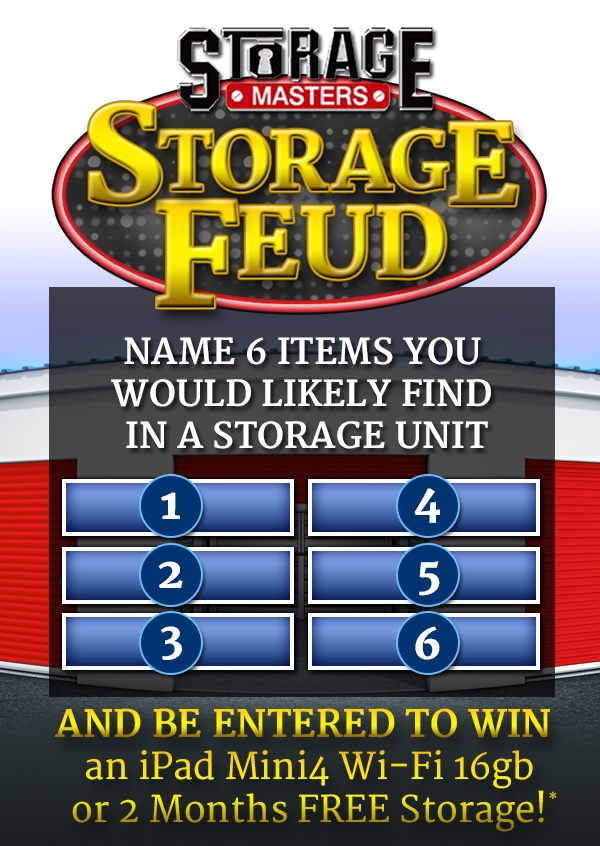 STORAGE
MASTERS
STORAGE
FEUD
NAME 6 ITEMS YOU
WOULD LIKELY FIND
IN A STORAGE UNIT
1
2
3
4
5
6
AND BE ENTERED TO WIN
an iPad Mini4 Wi-Fi 16gb
or 2 Months FREE Storage!*